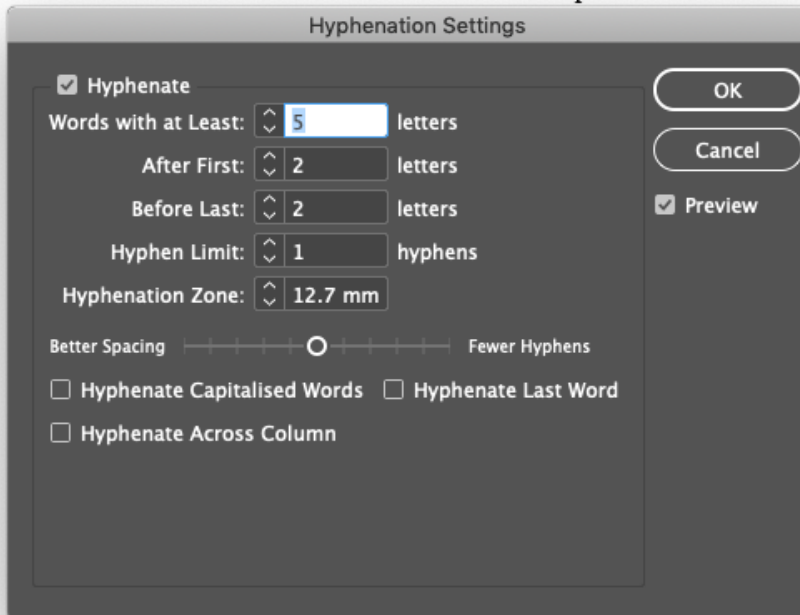 Hyphenation Settings
Hyphenate
OK
Words with at Least: 5 letters
Cancel
After First: 2 letters
Before Last: 2 letters
Preview
Hyphen Limit: 1 hyphens
Hyphenation Zone: 12.7 mm
Better Spacing Fewer Hyphens
Hyphenate Capitalised Words Hyphenate Last Word
Hyphenate Across Column